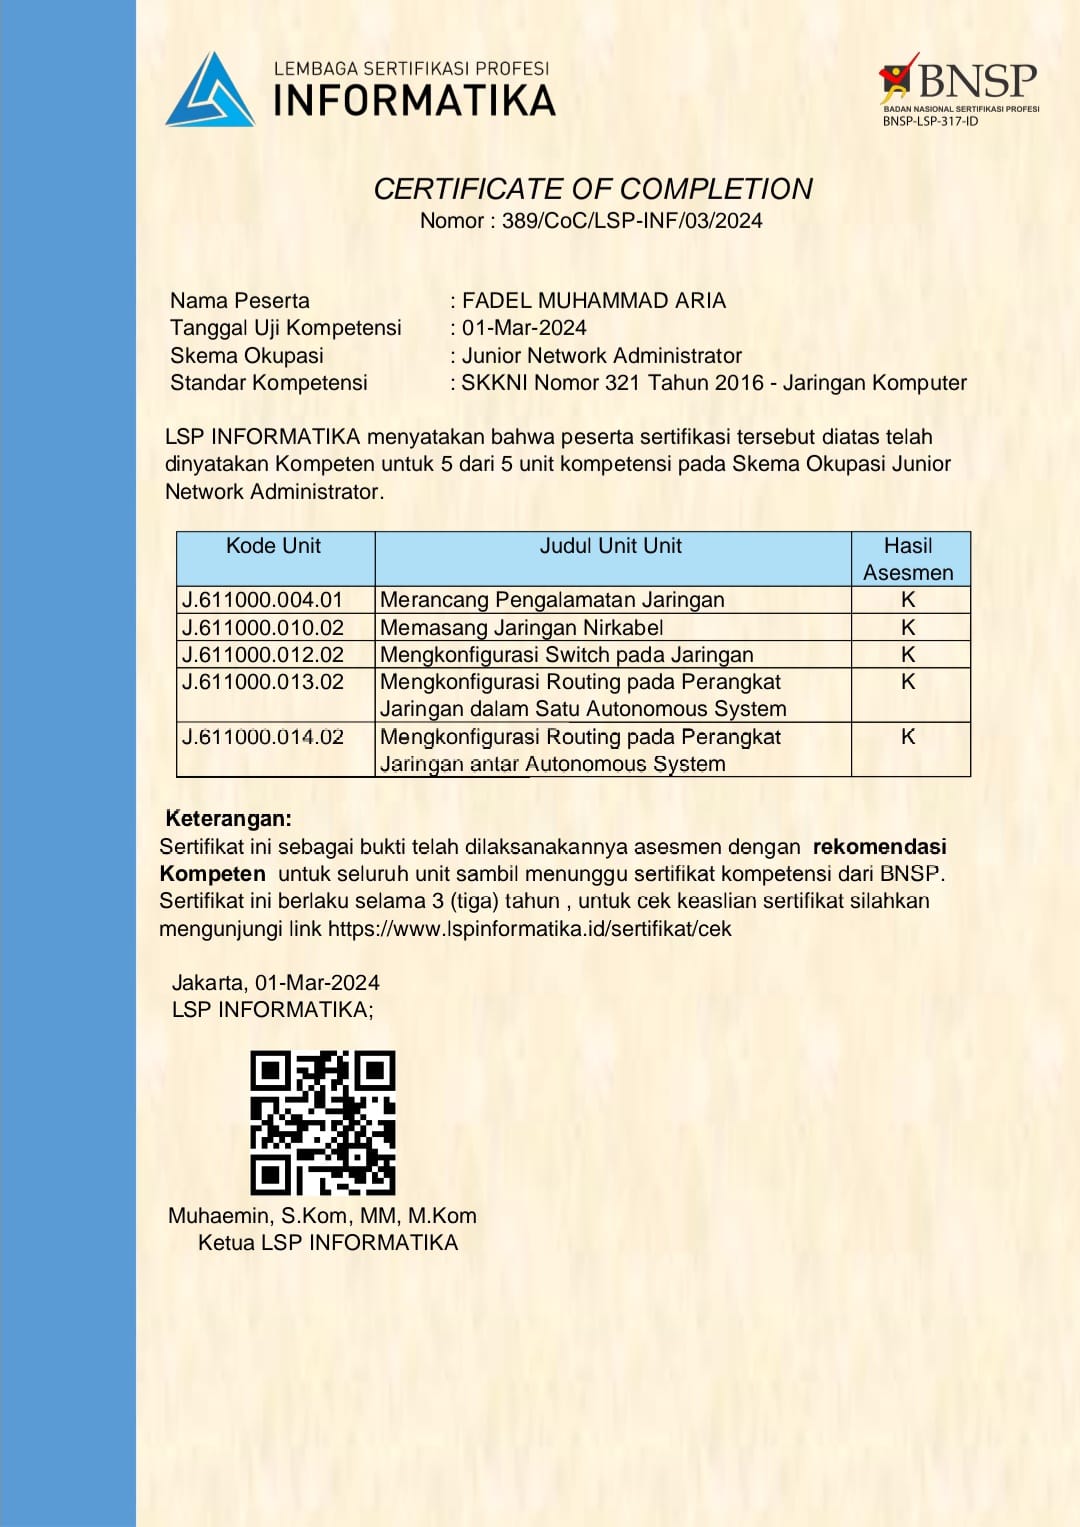 LEMBAGA SERTIFIKASI PROFESI
INFORMATIKA
BNSP
BADAN NASIONAL SERTIFIKASI PROFESI
BNSP-LSP-317-ID
CERTIFICATE OF COMPLETION
Nomor : 389/CoC/LSP-INF/03/2024
Nama Peserta : FADEL MUHAMMAD ARIA
Tanggal Uji Kompetensi : 01-Mar-2024
Skema Okupasi : Junior Network Administrator
Standar Kompetensi : SKKNI Nomor 321 Tahun 2016 - Jaringan Komputer
LSP INFORMATIKA menyatakan bahwa peserta sertifikasi tersebut diatas telah
dinyatakan Kompeten untuk 5 dari 5 unit kompetensi pada Skema Okupasi Junior
Network Administrator.
Kode Unit Judul Unit Unit Hasil
Asesmen
J.611000.004.01 Merancang Pengalamatan Jaringan K
J.611000.010.02 Memasang Jaringan Nirkabel K
J.611000.012.02 Mengkonfigurasi Switch pada Jaringan K
J.611000.013.02 Mengkonfigurasi Routing pada Perangkat K
Jaringan dalam Satu Autonomous System
J.611000.014.02 Mengkonfigurasi Routing pada Perangkat K
Jaringan antar Autonomous System
Keterangan:
Sertifikat ini sebagai bukti telah dilaksanakannya asesmen dengan rekomendasi
Kompeten untuk seluruh unit sambil menunggu sertifikat kompetensi dari BNSP.
Sertifikat ini berlaku selama 3 (tiga) tahun , untuk cek keaslian sertifikat silahkan
mengunjungi link https://www.lspinformatika.id/sertifikat/cek
Jakarta, 01-Mar-2024
LSP INFORMATIKA;
Muhaemin, S.Kom, MM, M.Kom
Ketua LSP INFORMATIKA